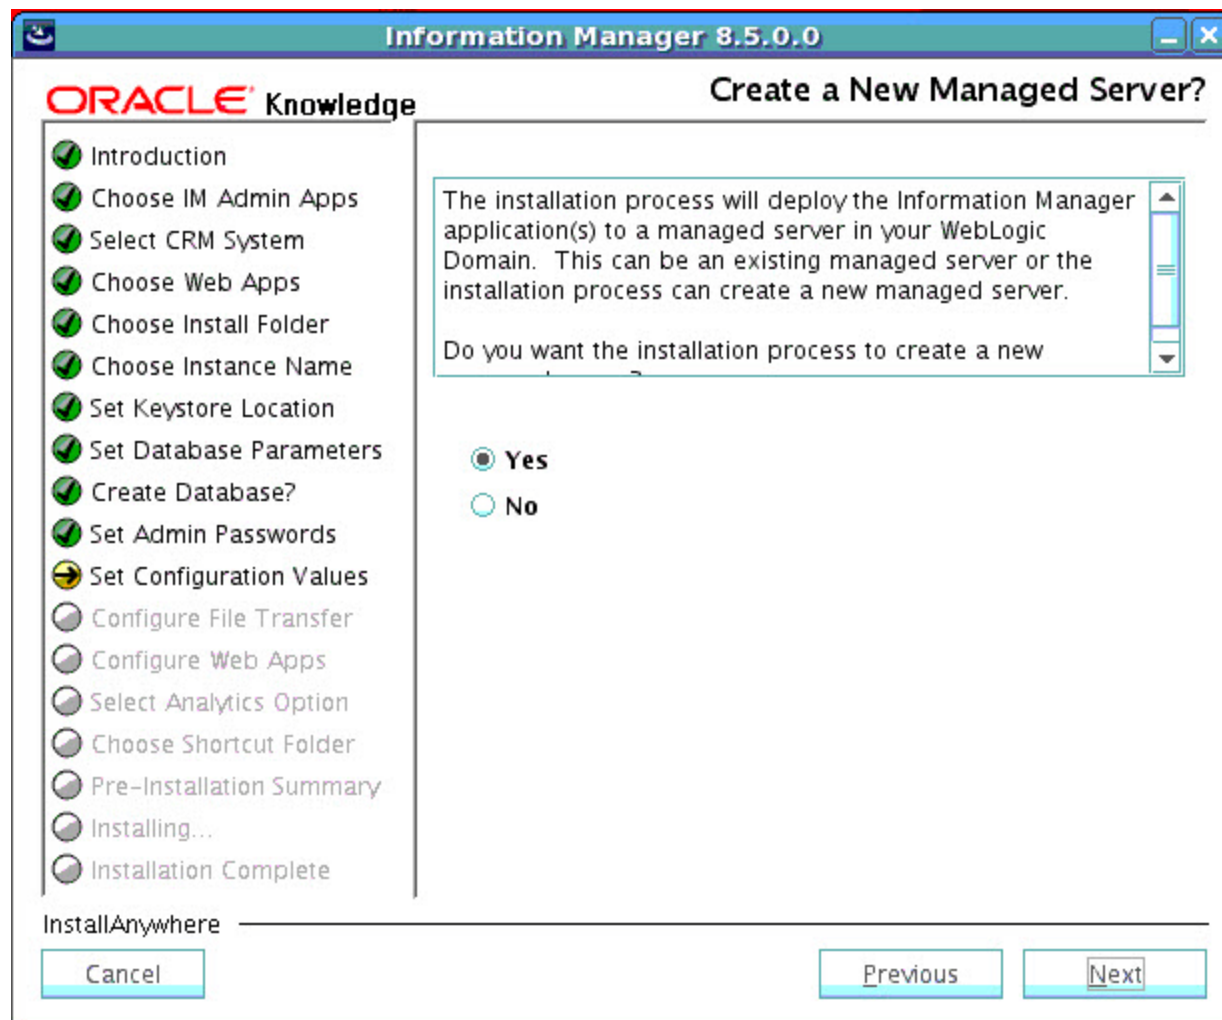 Information Manager 8.5.0.0
ORACLE Knowledge
Create a New Managed Server?
Introduction
Choose IM Admin Apps
Select CRM System
Choose Web Apps
Choose Install Folder
Choose Instance Name
Set Keystore Location
Set Database Parameters
Create Database?
Set Admin Passwords
Set Configuration Values
Configure File Transfer
Configure Web Apps
Select Analytics Option
Choose Shortcut Folder
Pre-Installation Summary
Installing...
Installation Complete
The installation process will deploy the Information Manager
application(s) to a managed server in your WebLogic
Domain. This can be an existing managed server or the
installation process can create a new managed server.
Do you want the installation process to create a new
Yes
No
InstallAnywhere
Cancel
Previous
Next